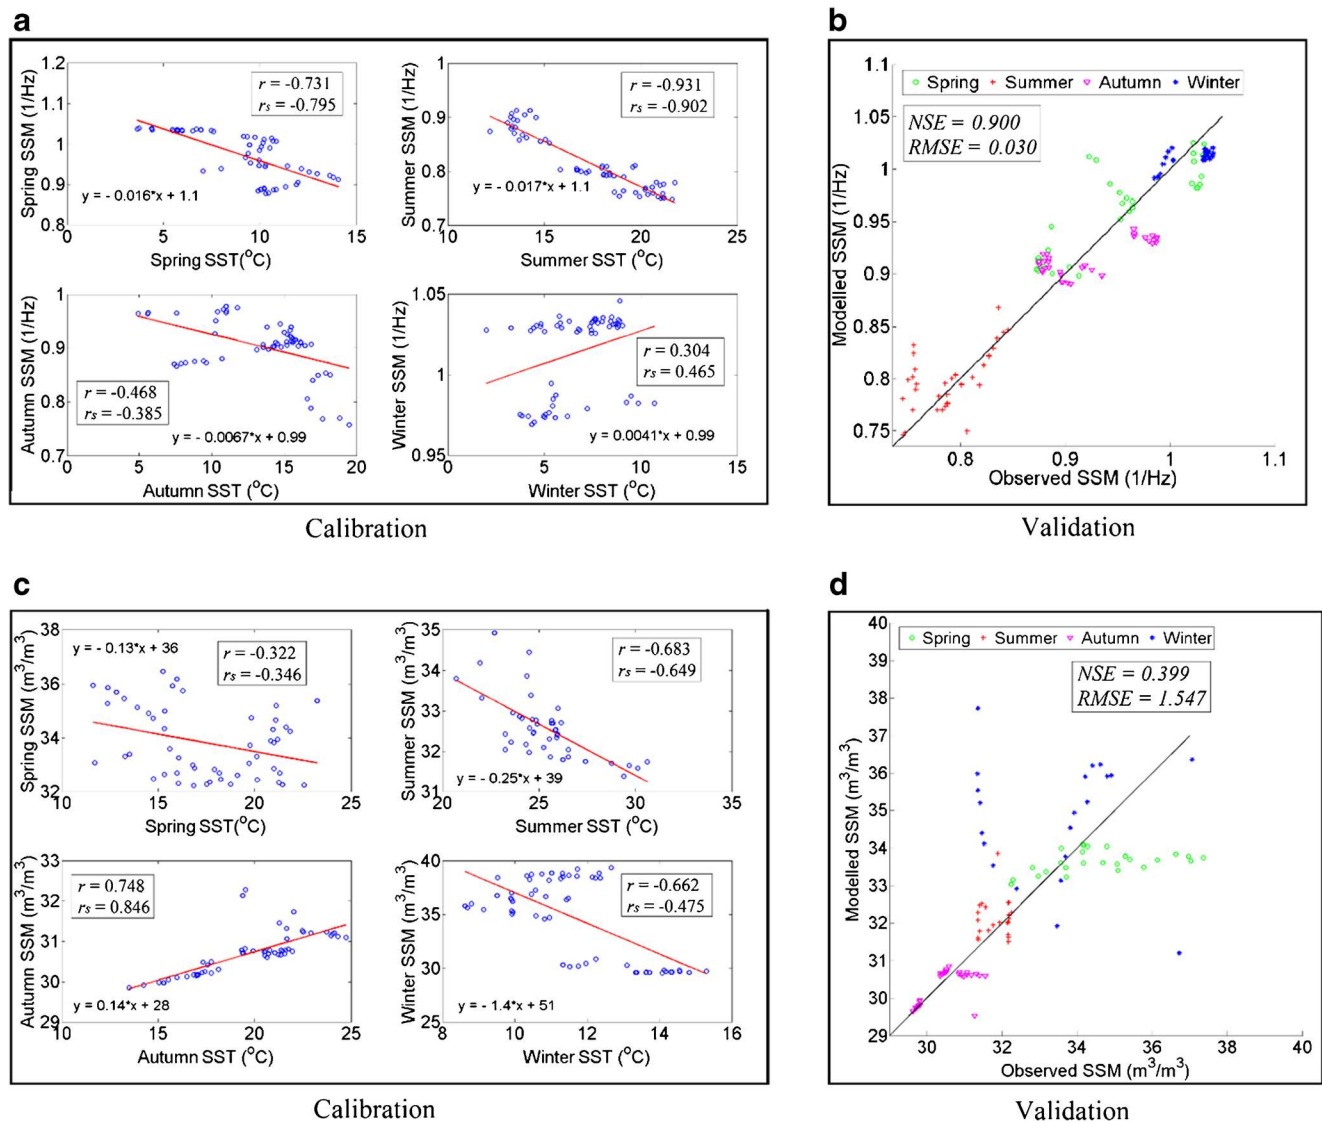 a
Spring SSM (1/Hz)
1.2
1.1
1
0.9
0.8
r = -0.731
rs = -0.795
y = - 0.016*x + 1.1
0 5 10 15
Spring SST(°C)
Summer SSM (1/Hz)
1
0.9
0.8
0.7
r = -0.931
rs = -0.902
y = - 0.017*x + 1.1
10 15 20 25
Summer SST (°C)
Autumn SSM (1/Hz)
1
0.9
0.8
0.7
r = -0.468
rs = -0.385
y = - 0.0067*x + 0.99
0 5 10 15 20
Autumn SST (°C)
Winter SSM (1/Hz)
1.05
1
0.95
r = 0.304
rs = 0.465
y = 0.0041*x + 0.99
0 5 10 15
Winter SST (°C)
Calibration
b
Modelled SSM (1/Hz)
1.1
1.05
1
0.95
0.9
0.85
0.8
0.75
Spring Summer Autumn Winter
NSE = 0.900
RMSE = 0.030
0.8 0.9 1 1.1
Observed SSM (1/Hz)
Validation
c
Spring SSM (m³/m³)
38
36
34
32
y = - 0.13*x + 36
r = -0.322
rs = -0.346
10 15 20 25
Spring SST(°C)
Summer SSM (m³/m³)
35
34
33
32
31
r = -0.683
rs = -0.649
y = - 0.25*x + 39
20 25 30 35
Summer SST (°C)
Autumn SSM (m³/m³)
33
32
31
30
29
r = 0.748
rs = 0.846
y = 0.14*x + 28
10 15 20 25
Autumn SST (°C)
Winter SSM (m³/m³)
40
35
30
25
r = -0.662
rs = -0.475
y = - 1.4*x + 51
8 10 12 14 16
Winter SST (°C)
Calibration
d
Modelled SSM (m³/m³)
40
39
38
37
36
35
34
33
32
31
30
29
Spring Summer Autumn Winter
NSE = 0.399
RMSE = 1.547
30 32 34 36 38 40
Observed SSM (m³/m³)
Validation